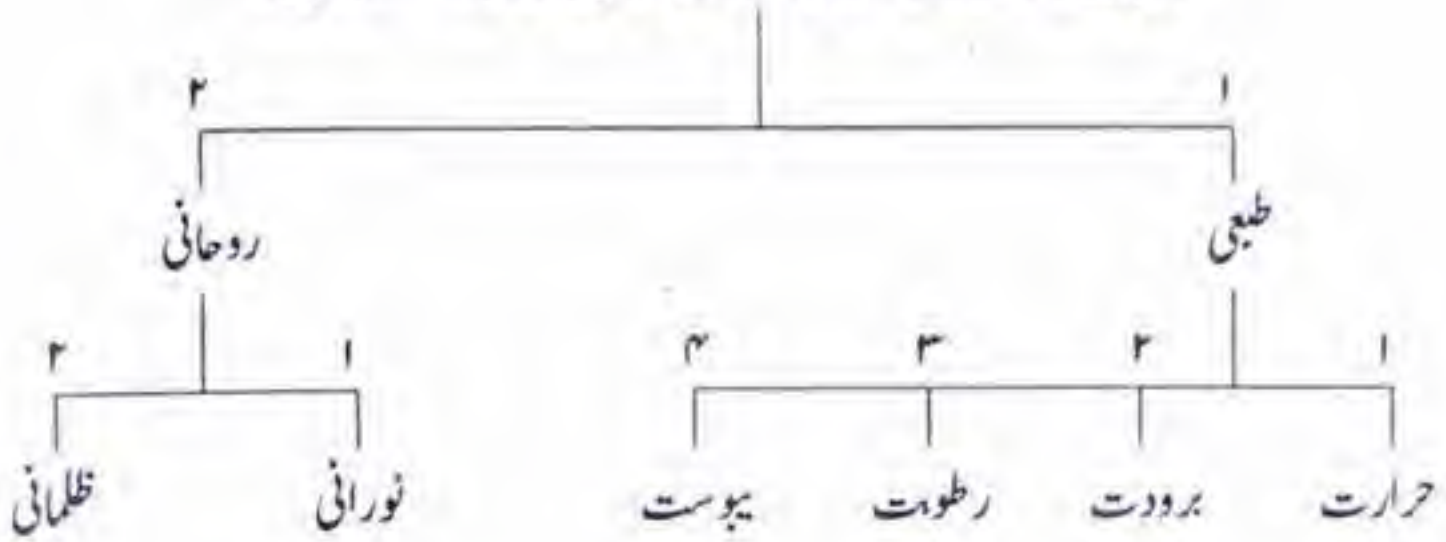 ۱ ۲
طبعی روحانی
۱ ۲ ۳ ۴ ۱ ۲
حرارت برودت رطوبت یبوست نورانی ظلمانی